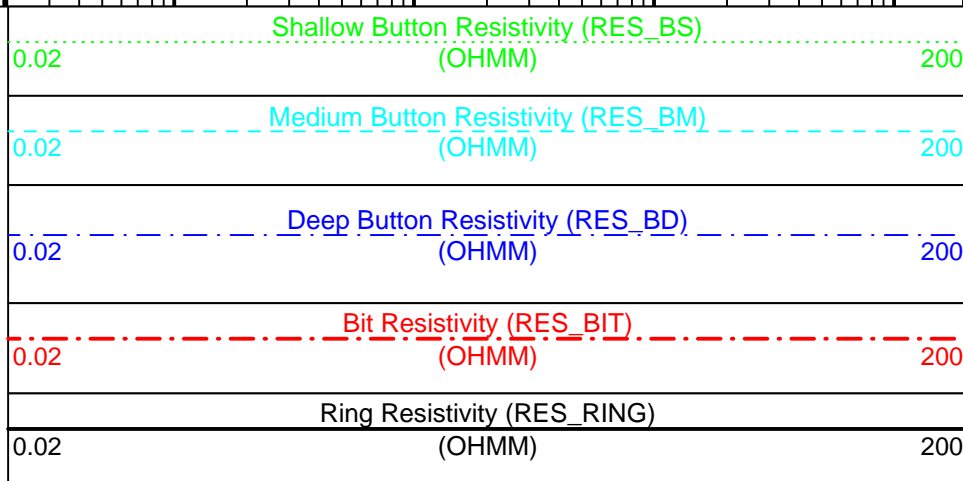 Shallow Button Resistivity (RES_BS)
0.02 (OHMM) 200
Medium Button Resistivity (RES_BM)
0.02 (OHMM) 200
Deep Button Resistivity (RES_BD)
0.02 (OHMM) 200
Bit Resistivity (RES_BIT)
0.02 (OHMM) 200
Ring Resistivity (RES_RING)
0.02 (OHMM) 200